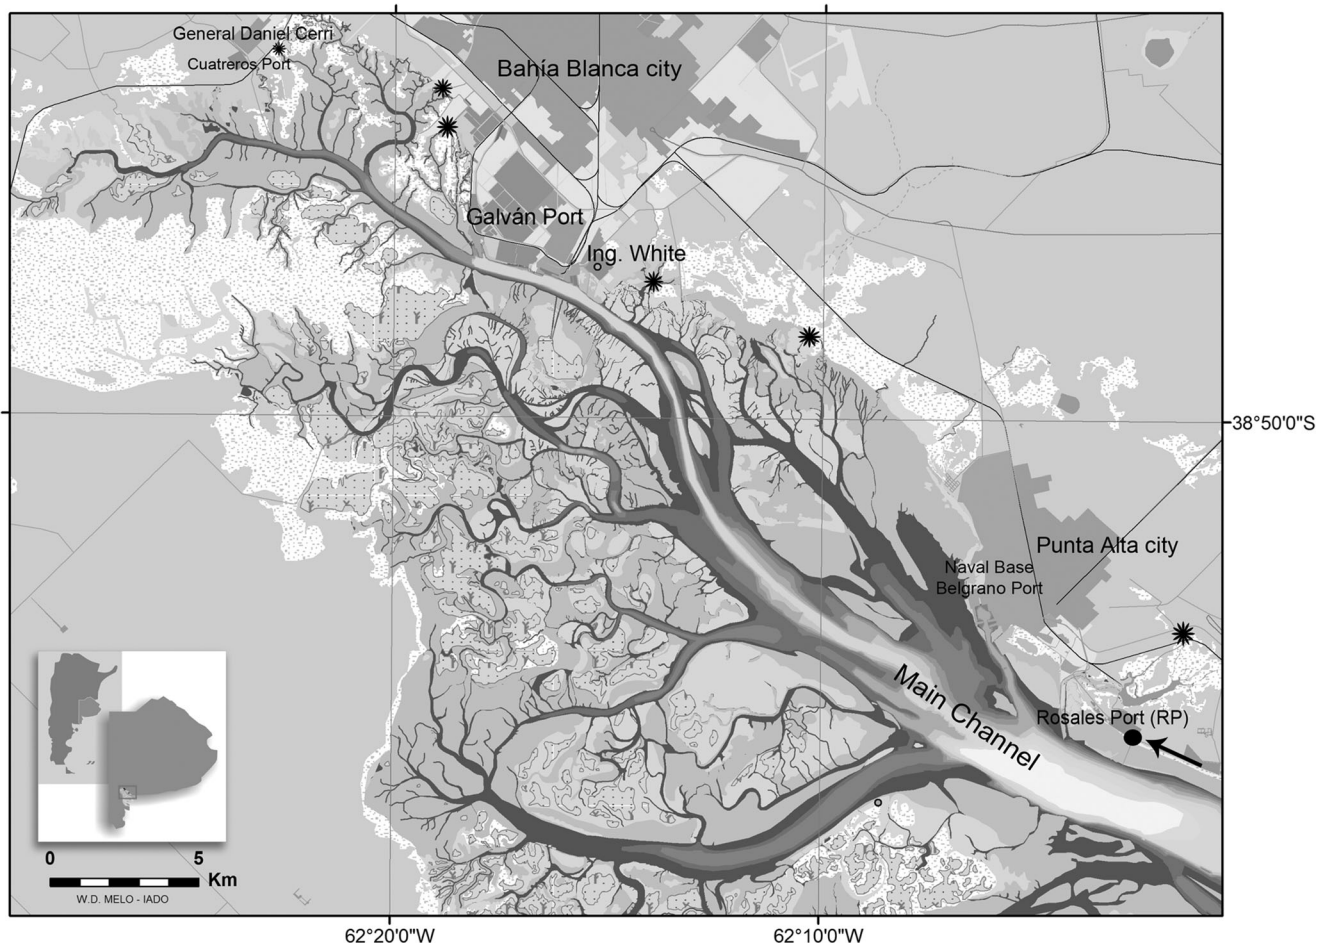 General Daniel Cerri
Cuatreros Port
Bahía Blanca city
Galván Port
Ing. White
38°50'0"S
Punta Alta city
Naval Base
Belgrano Port
Main Channel
Rosales Port (RP)
0 5
Km
W.D. MELO - IADO
62°20'0"W 62°10'0"W